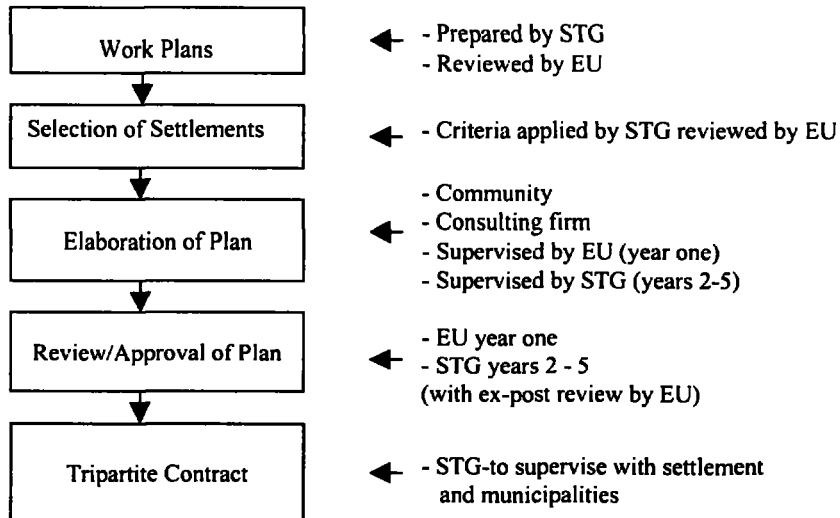 Work Plans
- Prepared by STG
- Reviewed by EU
Selection of Settlements
- Criteria applied by STG reviewed by EU
Elaboration of Plan
- Community
- Consulting firm
- Supervised by EU (year one)
- Supervised by STG (years 2-5)
Review/Approval of Plan
- EU year one
- STG years 2 - 5
(with ex-post review by EU)
Tripartite Contract
- STG-to supervise with settlement
and municipalities